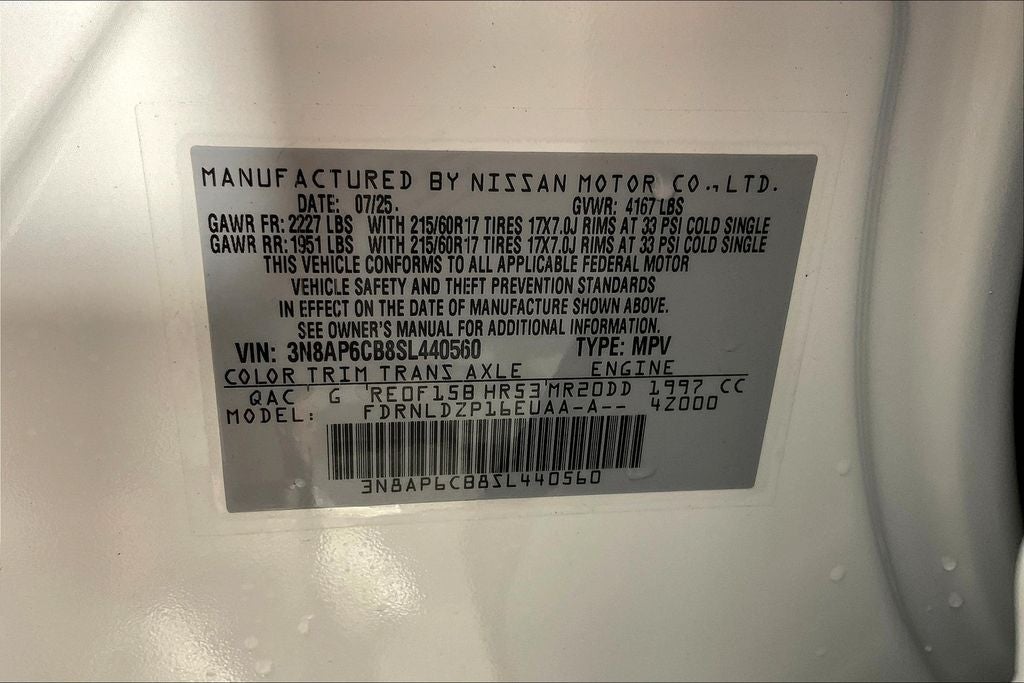 MANUFACTURED BY NISSAN MOTOR CO., LTD.
DATE: 07/25. GVWR: 4167 LBS
GAWR FR: 2227 LBS WITH 215/60R17 TIRES 17X7.0J RIMS AT 33 PSI COLD SINGLE
GAWR RR: 1951 LBS WITH 215/60R17 TIRES 17X7.0J RIMS AT 33 PSI COLD SINGLE
THIS VEHICLE CONFORMS TO ALL APPLICABLE FEDERAL MOTOR
VEHICLE SAFETY AND THEFT PREVENTION STANDARDS
IN EFFECT ON THE DATE OF MANUFACTURE SHOWN ABOVE.
SEE OWNER'S MANUAL FOR ADDITIONAL INFORMATION.
VIN: 3N8AP6CB8SL440560 TYPE: MPV
COLOR TRIM TRANS AXLE ENGINE
QAC G RE0F15B HR53 MR20DD 1997 CC
MODEL: FDRNLDZP16EUAA-A-- 4Z000
3N8AP6CB8SL440560